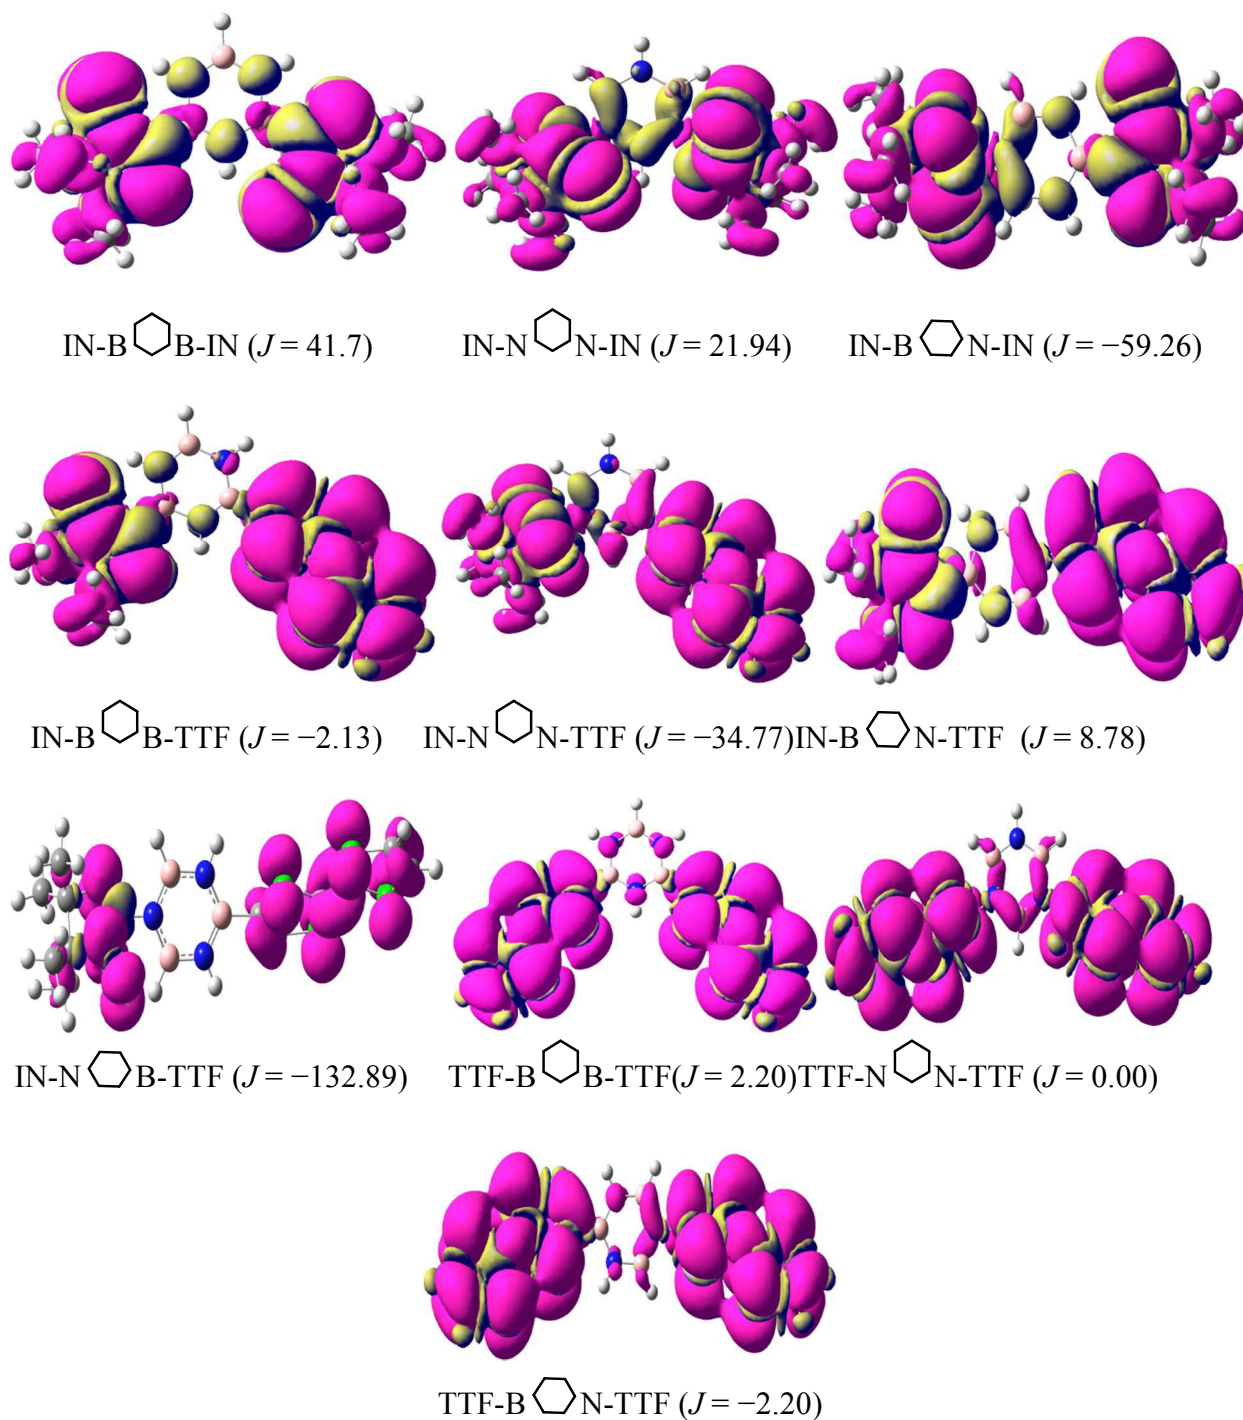 IN-B B-IN (J = 41.7) IN-N N-IN (J = 21.94) IN-B N-IN (J = −59.26)
IN-B B-TTF (J = −2.13) IN-N N-TTF (J = −34.77)IN-B N-TTF (J = 8.78)
IN-N B-TTF (J = −132.89) TTF-B B-TTF(J = 2.20)TTF-N N-TTF (J = 0.00)
TTF-B N-TTF (J = −2.20)